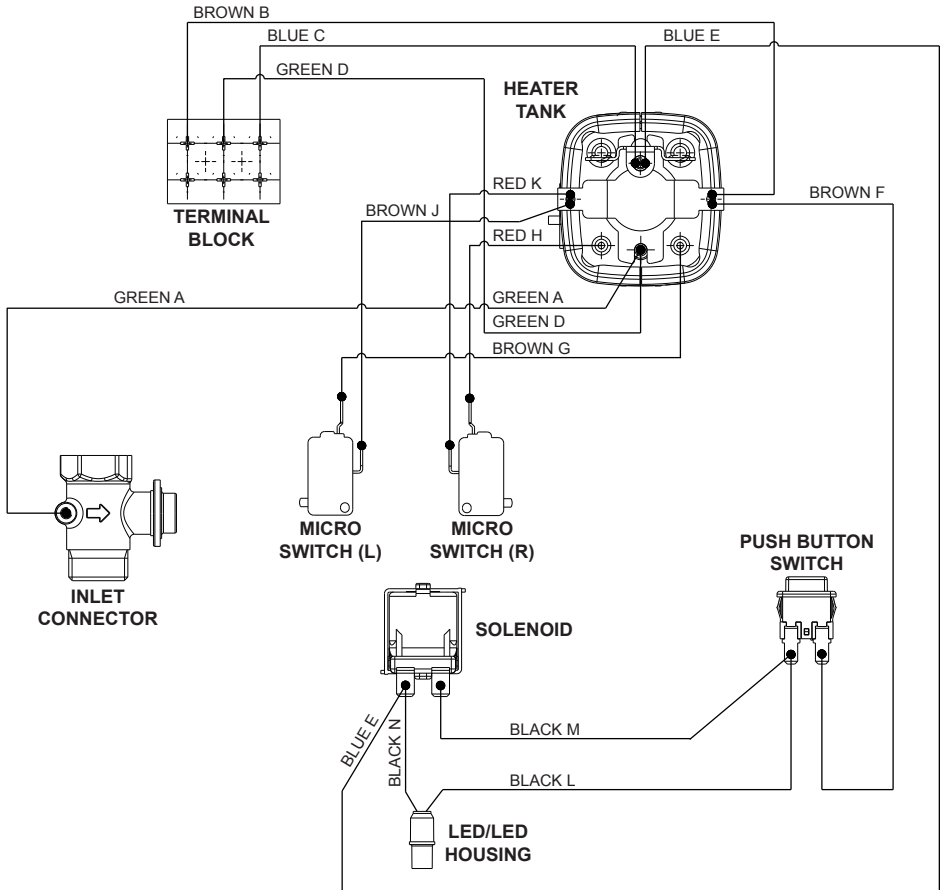 BROWN B
BLUE C
BLUE E
GREEN D
HEATER
TANK
RED K
BROWN J
BROWN F
RED H
TERMINAL
BLOCK
GREEN A
GREEN A
GREEN D
BROWN G
MICRO
SWITCH (L)
MICRO
SWITCH (R)
PUSH BUTTON
SWITCH
INLET
CONNECTOR
SOLENOID
BLUE E
BLACK N
BLACK M
BLACK L
LED/LED
HOUSING